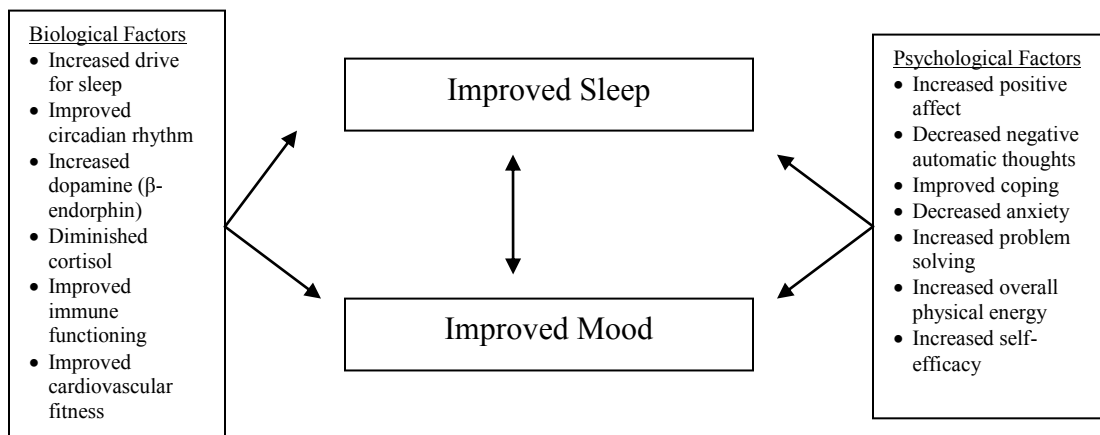 Biological Factors
• Increased drive
for sleep
• Improved
circadian rhythm
• Increased
dopamine (β-
endorphin)
• Diminished
cortisol
• Improved
immune
functioning
• Improved
cardiovascular
fitness
Improved Sleep
Improved Mood
Psychological Factors
• Increased positive
affect
• Decreased negative
automatic thoughts
• Improved coping
• Decreased anxiety
• Increased problem
solving
• Increased overall
physical energy
• Increased self-
efficacy